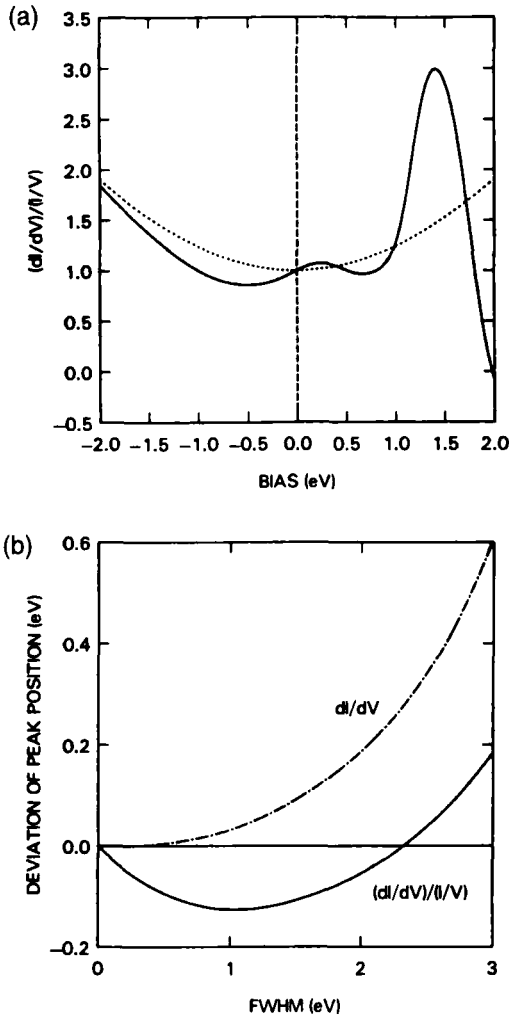 (a)
3.5
3.0
2.5
2.0
1.5
1.0
0.5
0.0
−0.5
(dI/dV)/(I/V)
−2.0 −1.5 −1.0 −0.5 0.0 0.5 1.0 1.5 2.0
BIAS (eV)
(b)
0.6
0.4
0.2
0.0
−0.2
DEVIATION OF PEAK POSITION (eV)
dI/dV
(dI/dV)/(I/V)
0 1 2 3
FWHM (eV)